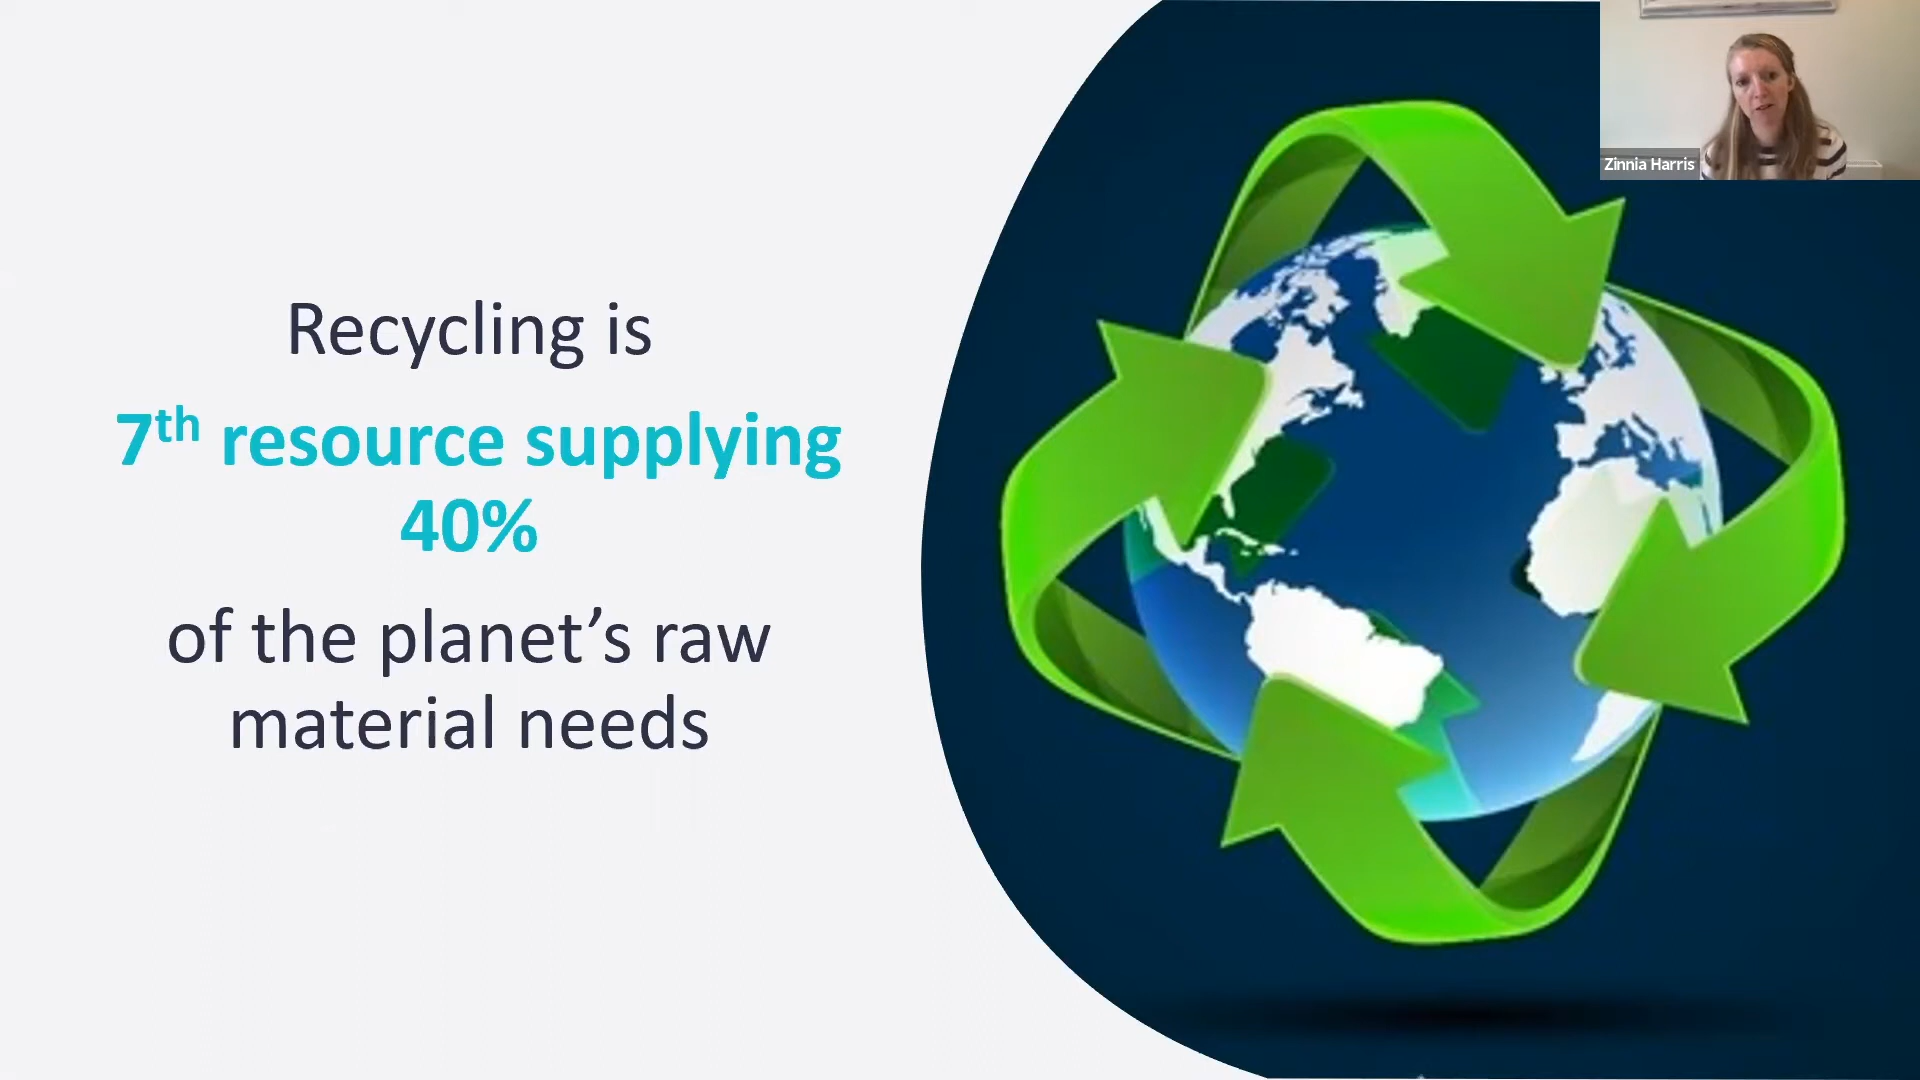 Recycling is
7th resource supplying
40%
of the planet’s raw
material needs
Zinnia Harris